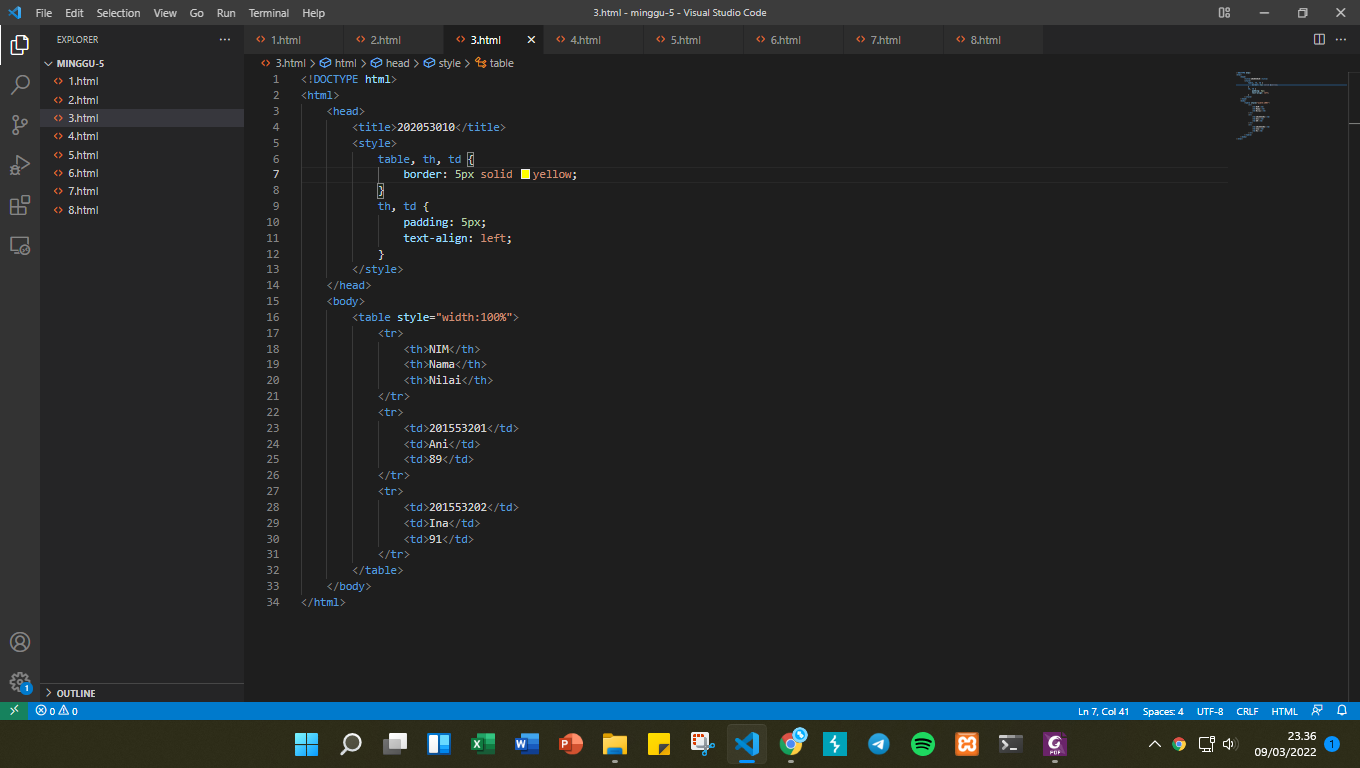 File Edit Selection View Go Run Terminal Help 3.html - minggu-5 - Visual Studio Code
EXPLORER
MINGGU-5
1.html
2.html
3.html
4.html
5.html
6.html
7.html
8.html
OUTLINE
1.html 2.html 3.html 4.html 5.html 6.html 7.html 8.html
3.html > html > head > style > table
1 <!DOCTYPE html>
2 <html>
3 <head>
4 <title>202053010</title>
5 <style>
6 table, th, td {
7 border: 5px solid yellow;
8 }
9 th, td {
10 padding: 5px;
11 text-align: left;
12 }
13 </style>
14 </head>
15 <body>
16 <table style="width:100%">
17 <tr>
18 <th>NIM</th>
19 <th>Nama</th>
20 <th>Nilai</th>
21 </tr>
22 <tr>
23 <td>201553201</td>
24 <td>Ani</td>
25 <td>89</td>
26 </tr>
27 <tr>
28 <td>201553202</td>
29 <td>Ina</td>
30 <td>91</td>
31 </tr>
32 </table>
33 </body>
34 </html>
1
0 0 Ln 7, Col 41 Spaces: 4 UTF-8 CRLF HTML
23.36
09/03/2022
1